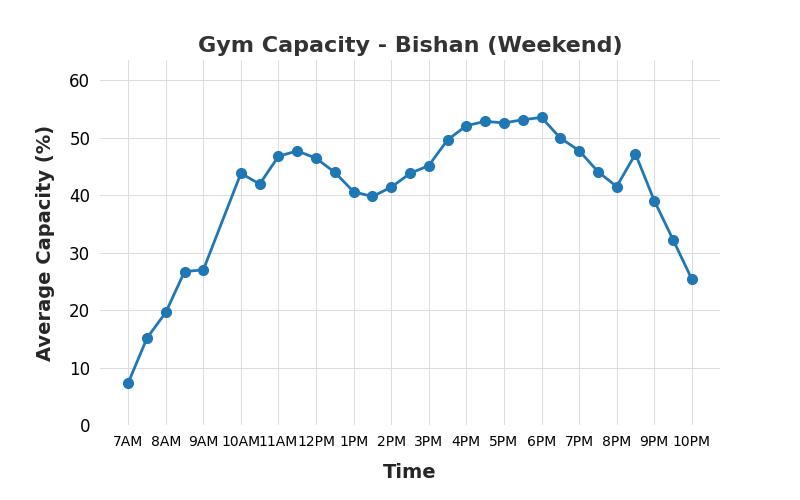 Gym Capacity - Bishan (Weekend)
Average Capacity (%)
60
50
40
30
20
10
0
7AM 8AM 9AM 10AM 11AM 12PM 1PM 2PM 3PM 4PM 5PM 6PM 7PM 8PM 9PM 10PM
Time